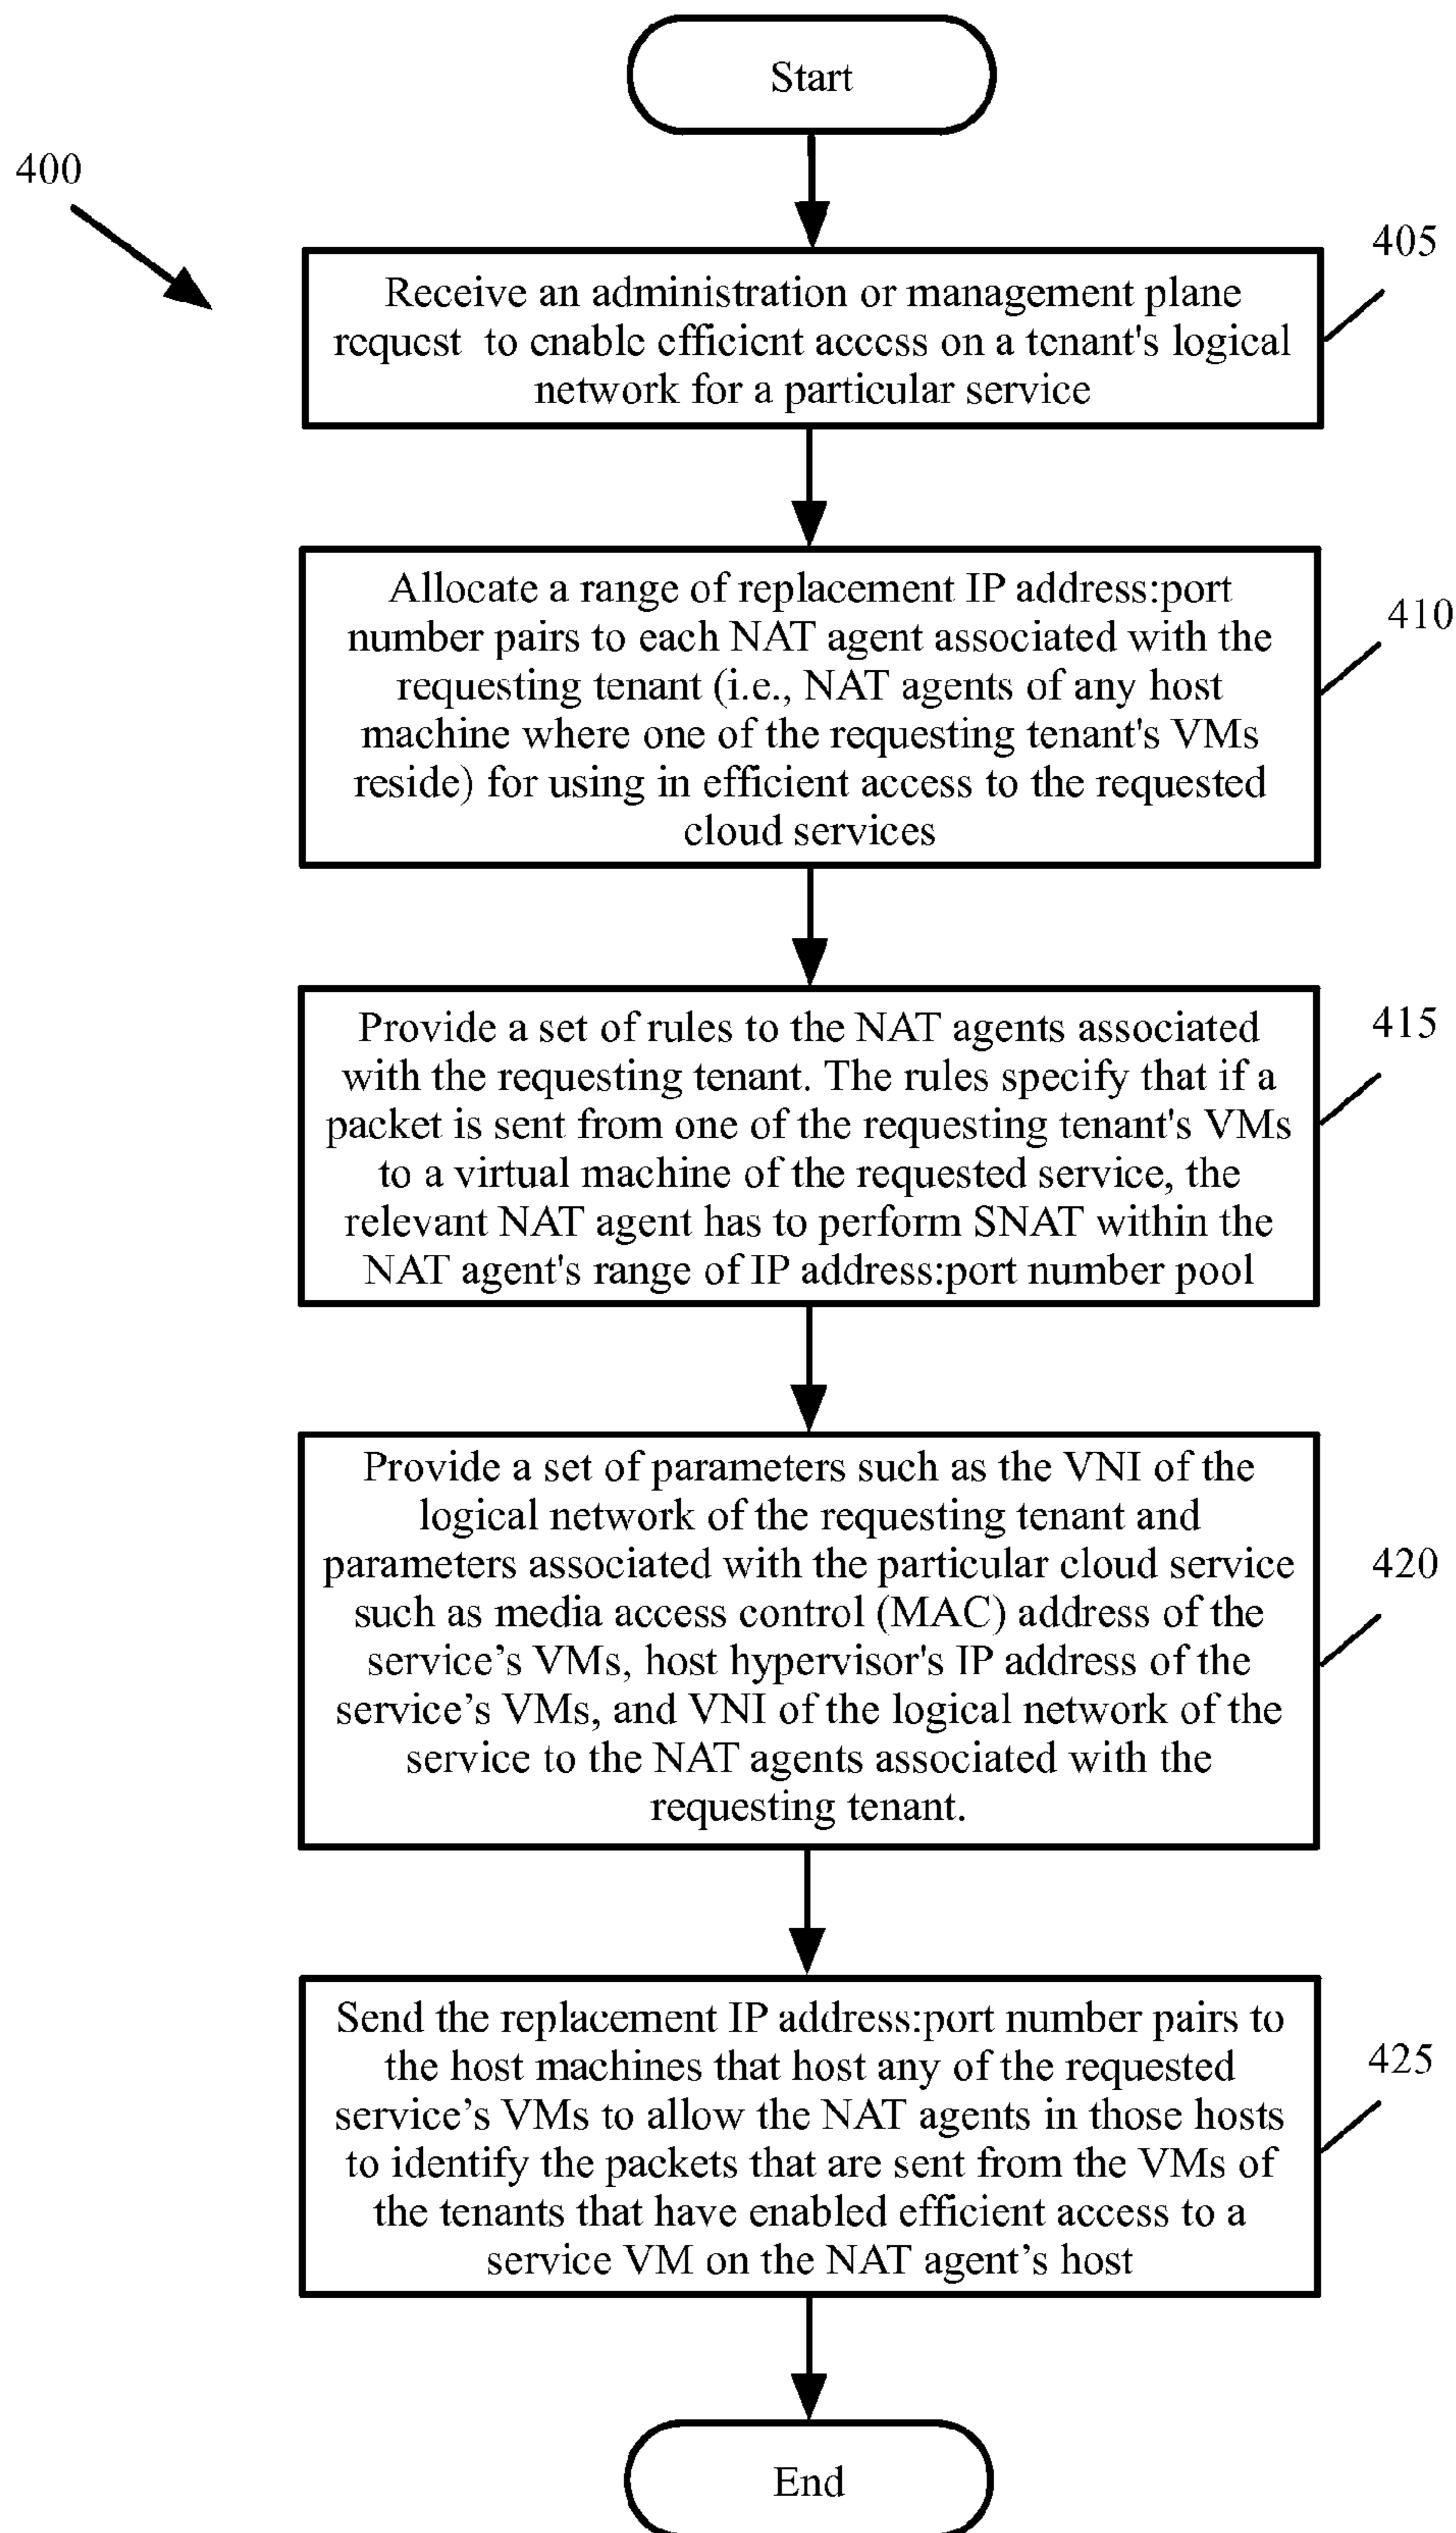 Start
400
405
Receive an administration or management plane
request to enable efficient access on a tenant's logical
network for a particular service
410
Allocate a range of replacement IP address:port
number pairs to each NAT agent associated with the
requesting tenant (i.e., NAT agents of any host
machine where one of the requesting tenant's VMs
reside) for using in efficient access to the requested
cloud services
415
Provide a set of rules to the NAT agents associated
with the requesting tenant. The rules specify that if a
packet is sent from one of the requesting tenant's VMs
to a virtual machine of the requested service, the
relevant NAT agent has to perform SNAT within the
NAT agent's range of IP address:port number pool
420
Provide a set of parameters such as the VNI of the
logical network of the requesting tenant and
parameters associated with the particular cloud service
such as media access control (MAC) address of the
service’s VMs, host hypervisor's IP address of the
service’s VMs, and VNI of the logical network of the
service to the NAT agents associated with the
requesting tenant.
425
Send the replacement IP address:port number pairs to
the host machines that host any of the requested
service’s VMs to allow the NAT agents in those hosts
to identify the packets that are sent from the VMs of
the tenants that have enabled efficient access to a
service VM on the NAT agent’s host
End